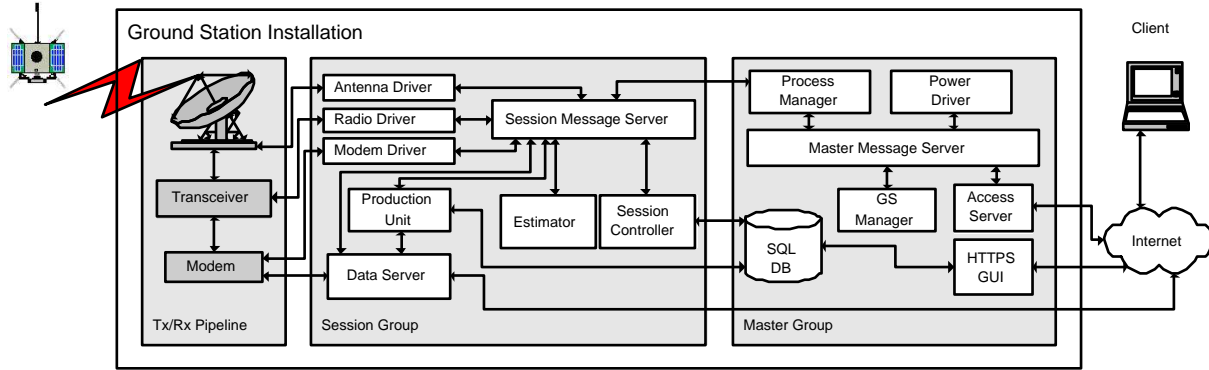 Ground Station Installation
Client
Antenna Driver
Radio Driver
Modem Driver
Session Message Server
Process
Manager
Power
Driver
Master Message Server
Transceiver
Modem
Production
Unit
Data Server
Estimator
Session
Controller
SQL
DB
GS
Manager
Access
Server
HTTPS
GUI
Internet
Tx/Rx Pipeline
Session Group
Master Group